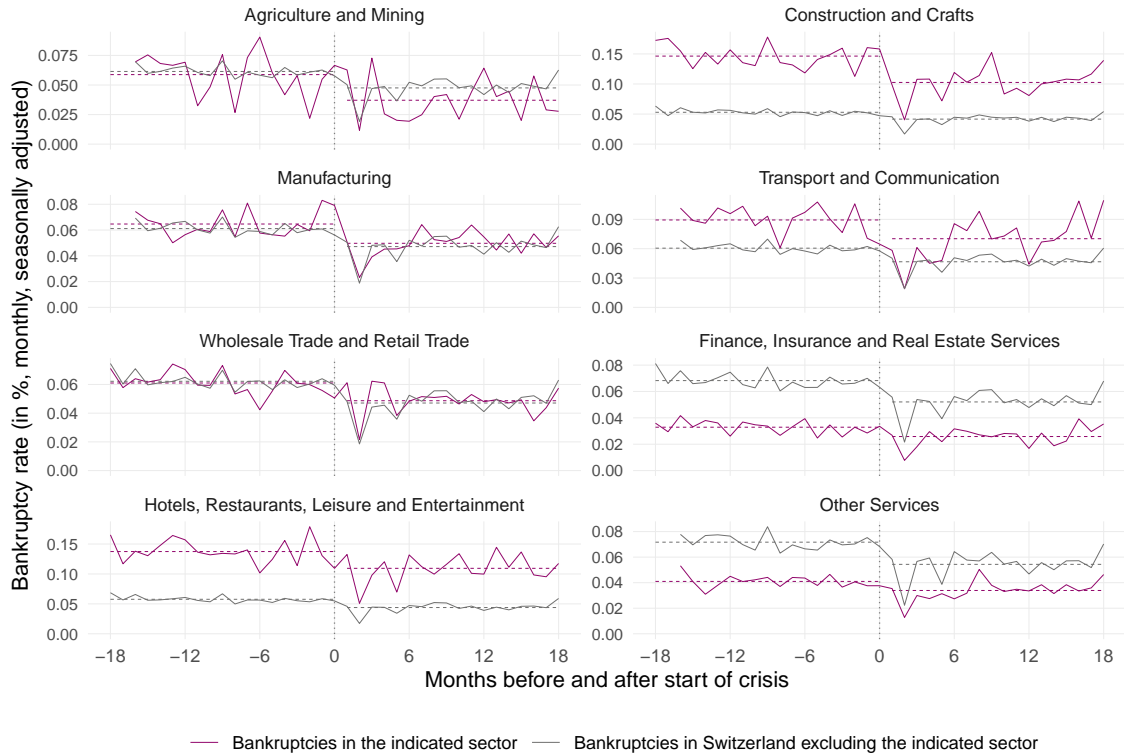 Agriculture and Mining
Construction and Crafts
0.075
0.050
0.025
0.000
0.15
0.10
0.05
0.00
Manufacturing
Transport and Communication
0.08
0.06
0.04
0.02
0.00
0.09
0.06
0.03
0.00
Wholesale Trade and Retail Trade
Finance, Insurance and Real Estate Services
0.06
0.04
0.02
0.00
0.08
0.06
0.04
0.02
0.00
Hotels, Restaurants, Leisure and Entertainment
Other Services
0.15
0.10
0.05
0.00
0.08
0.06
0.04
0.02
0.00
−18 −12 −6 0 6 12 18
−18 −12 −6 0 6 12 18
Bankruptcy rate (in %, monthly, seasonally adjusted)
Months before and after start of crisis
Bankruptcies in the indicated sector
Bankruptcies in Switzerland excluding the indicated sector